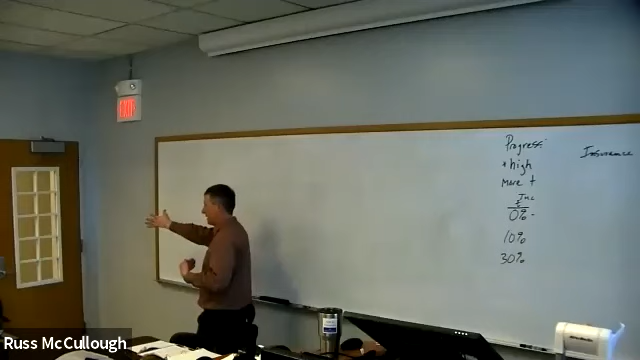 EXIT
Progress
Insurance
+ high
More +
$ Inc
0% -
10%
30%
Russ McCullough